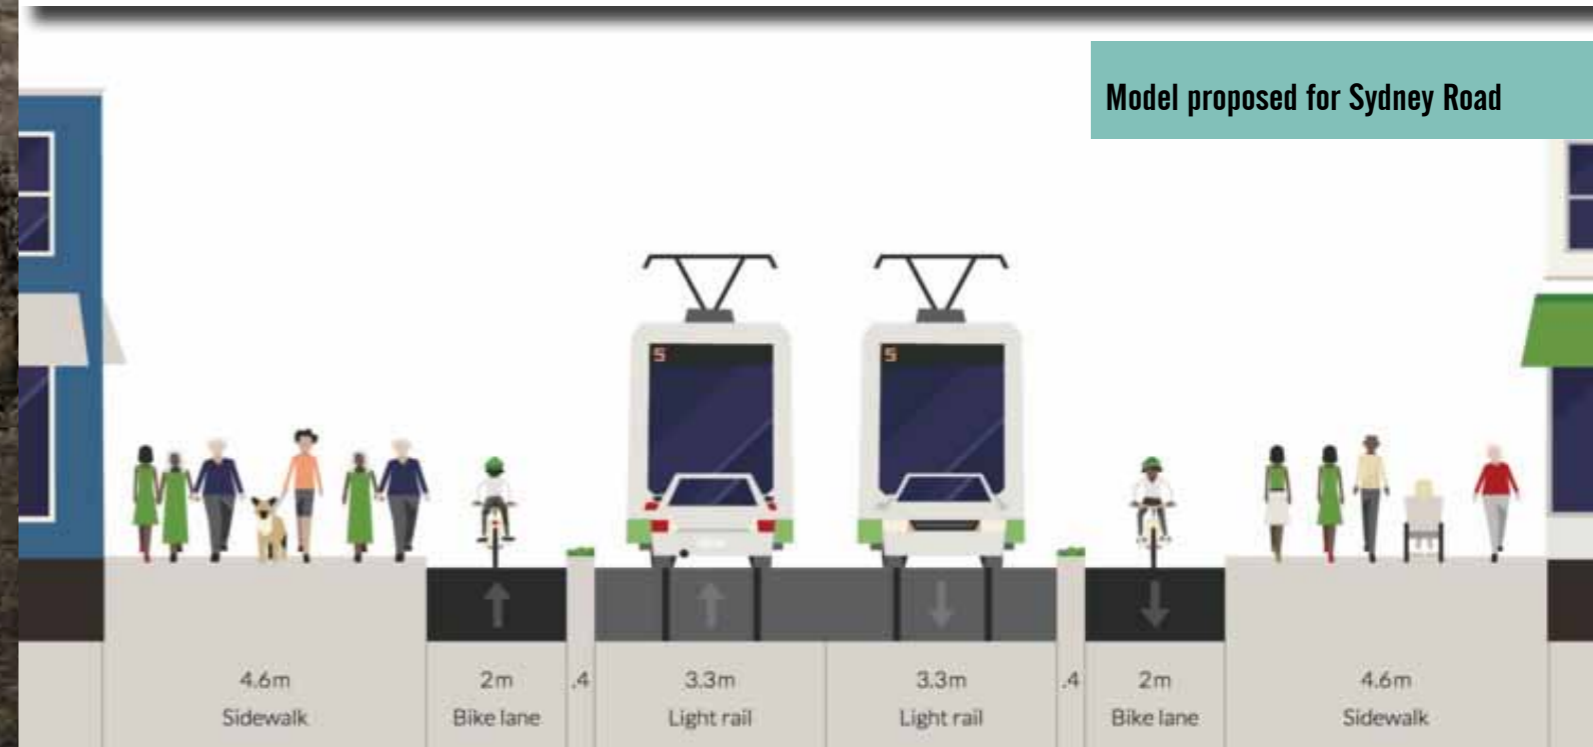 Model proposed for Sydney Road
5
5
4.6m
Sidewalk
2m
Bike lane
.4
3.3m
Light rail
3.3m
Light rail
.4
2m
Bike lane
4.6m
Sidewalk